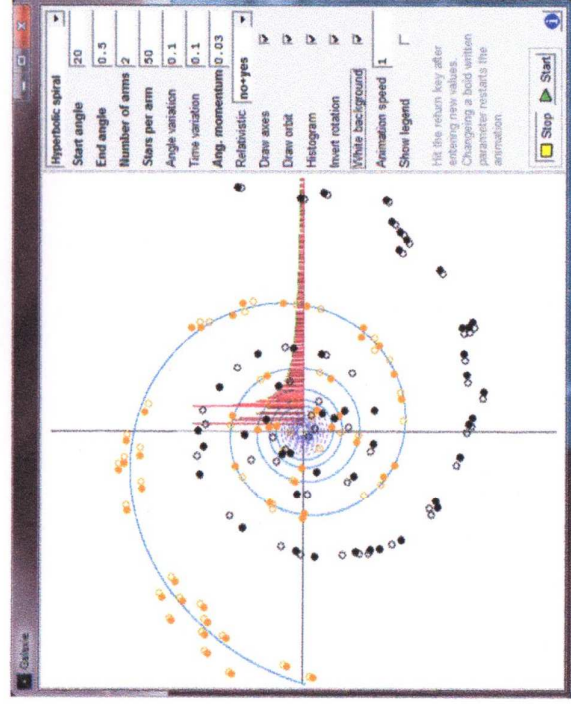 Galaxie
Hyperbolic spiral
Start angle
20
End angle
0.5
Number of arms
2
Stars per arm
50
Angle variation
0.1
Time variation
0.1
Ang. momentum
0.03
Relativistic
no+yes
Draw axes
Draw orbit
Histogram
Invert rotation
White background
Animation speed
1
Show legend
Hit the return key after
entering new values.
Changeing a bold written
parameter restarts the
animation
Stop
Start